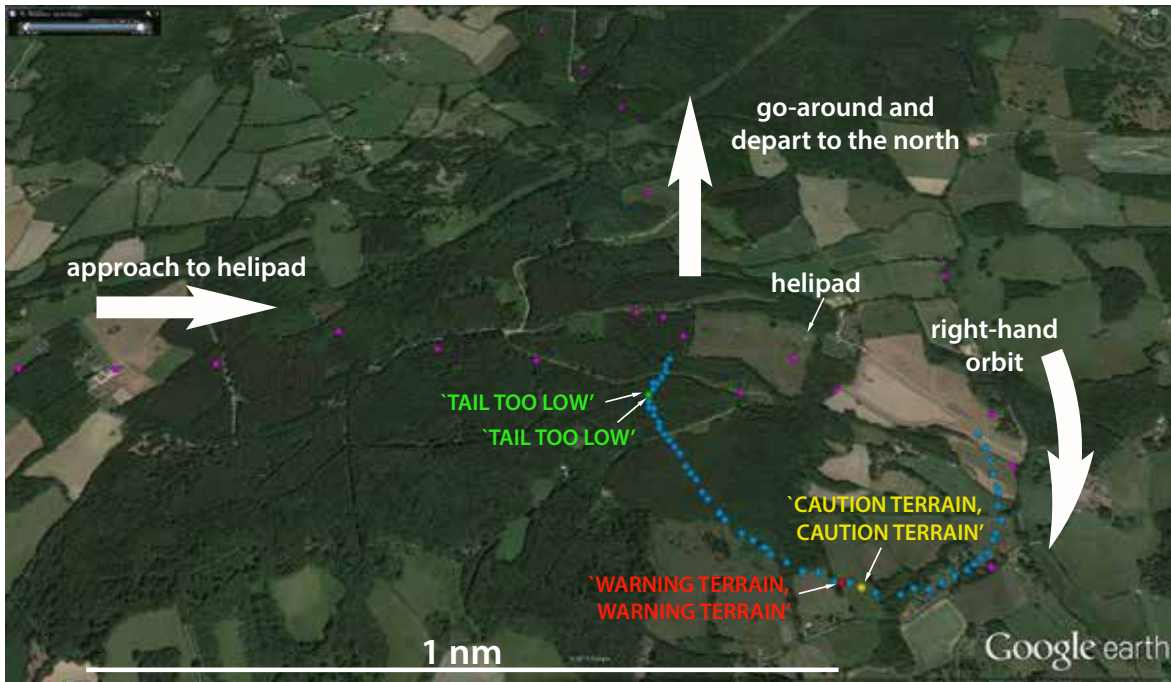 go-around and
depart to the north
approach to helipad
helipad
right-hand
orbit
`TAIL TOO LOW'
`TAIL TOO LOW'
`CAUTION TERRAIN,
CAUTION TERRAIN'
`WARNING TERRAIN,
WARNING TERRAIN'
1 nm
Google earth